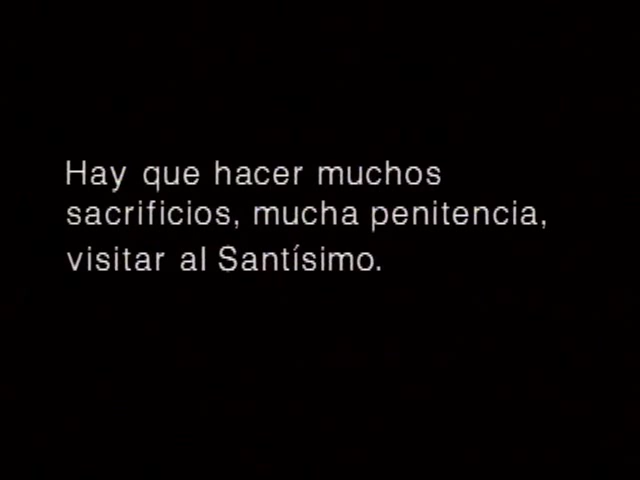 Hay que hacer muchos
sacrificios, mucha penitencia,
visitar al Santísimo.